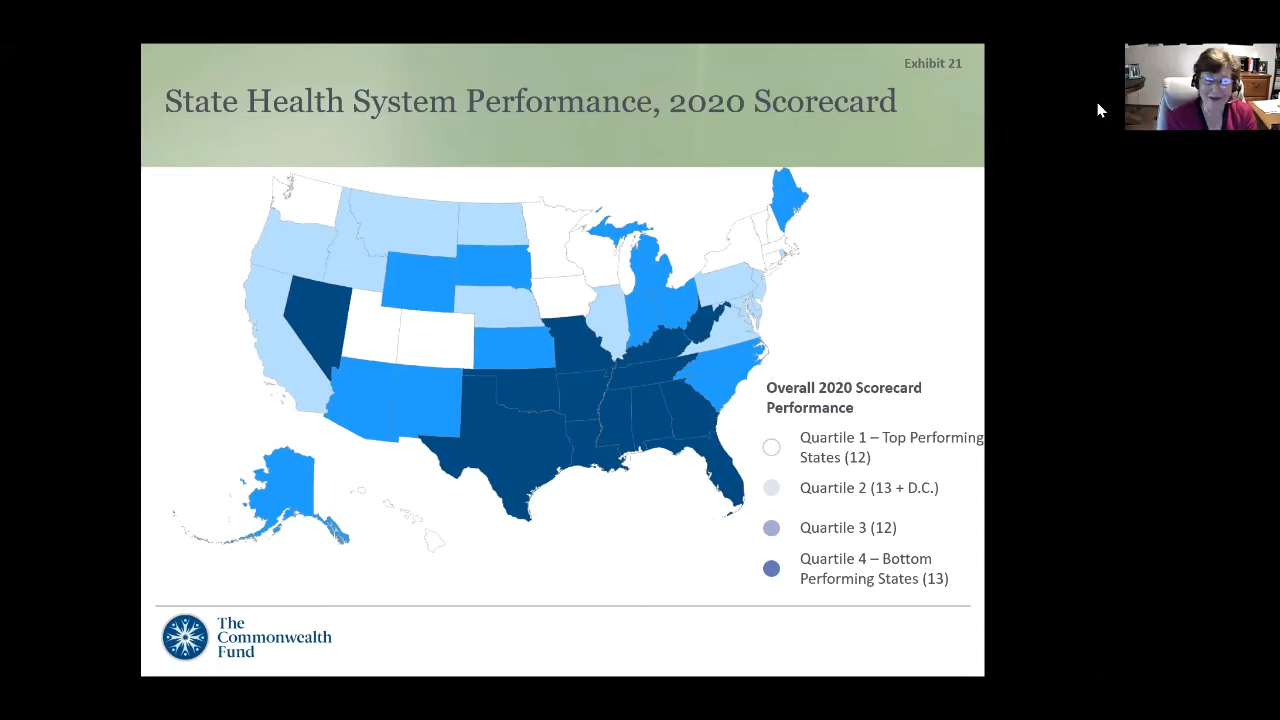 Exhibit 21
State Health System Performance, 2020 Scorecard
Overall 2020 Scorecard
Performance
Quartile 1 – Top Performing
States (12)
Quartile 2 (13 + D.C.)
Quartile 3 (12)
Quartile 4 – Bottom
Performing States (13)
The
Commonwealth
Fund